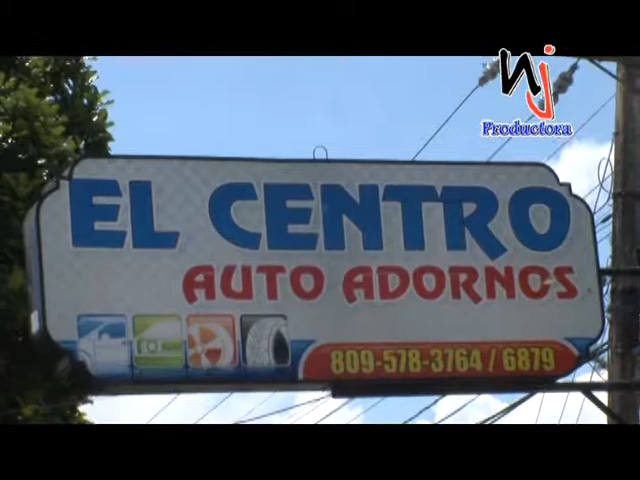 nj
Productora
EL CENTRO
AUTO ADORNOS
809-578-3764 / 6879